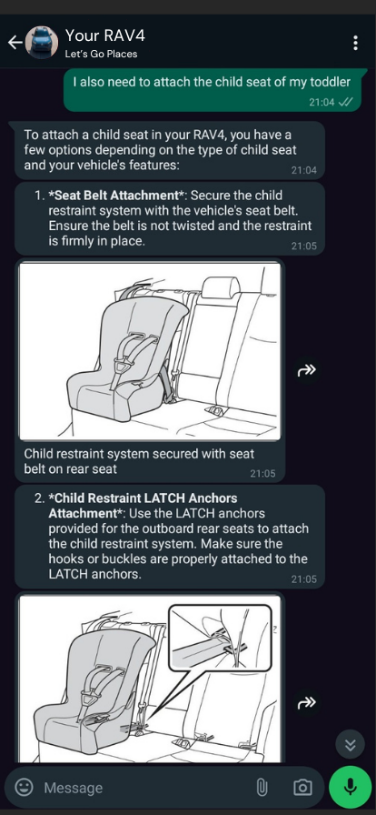 Your RAV4
Let's Go Places
I also need to attach the child seat of my toddler
21:04
To attach a child seat in your RAV4, you have a
few options depending on the type of child seat
and your vehicle's features:
21:04
1. *Seat Belt Attachment*: Secure the child
restraint system with the vehicle's seat belt.
Ensure the belt is not twisted and the restraint
is firmly in place.
21:05
Child restraint system secured with seat
belt on rear seat
21:05
2. *Child Restraint LATCH Anchors
Attachment*: Use the LATCH anchors
provided for the outboard rear seats to attach
the child restraint system. Make sure the
hooks or buckles are properly attached to the
LATCH anchors.
21:05
Message